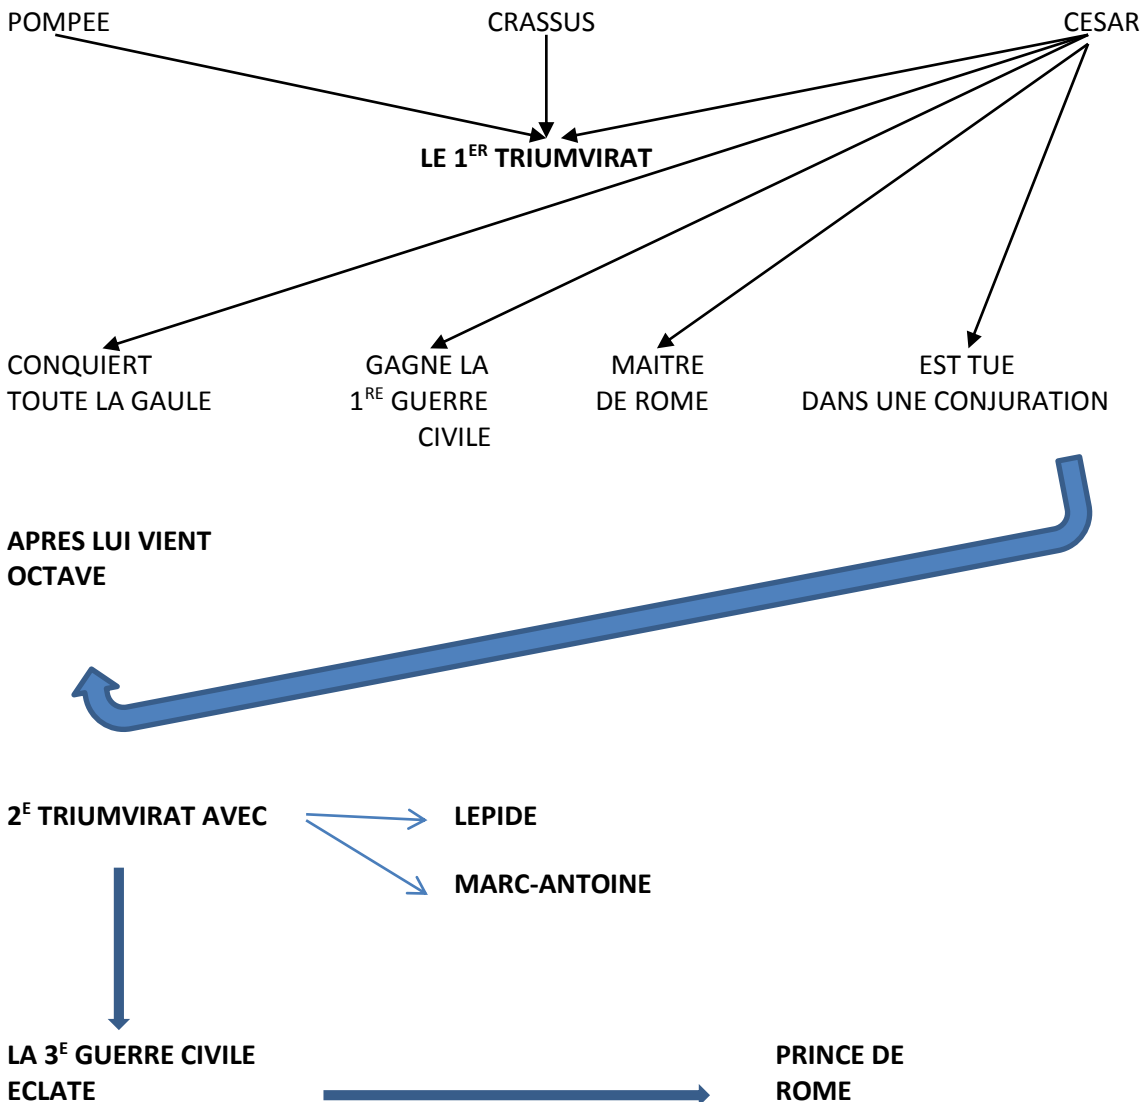 POMPEE CRASSUS CESAR
LE 1ER TRIUMVIRAT
CONQUIERT
TOUTE LA GAULE
GAGNE LA
1RE GUERRE
CIVILE
MAITRE
DE ROME
EST TUE
DANS UNE CONJURATION
APRES LUI VIENT
OCTAVE
2E TRIUMVIRAT AVEC
LEPIDE
MARC-ANTOINE
LA 3E GUERRE CIVILE
ECLATE
PRINCE DE
ROME